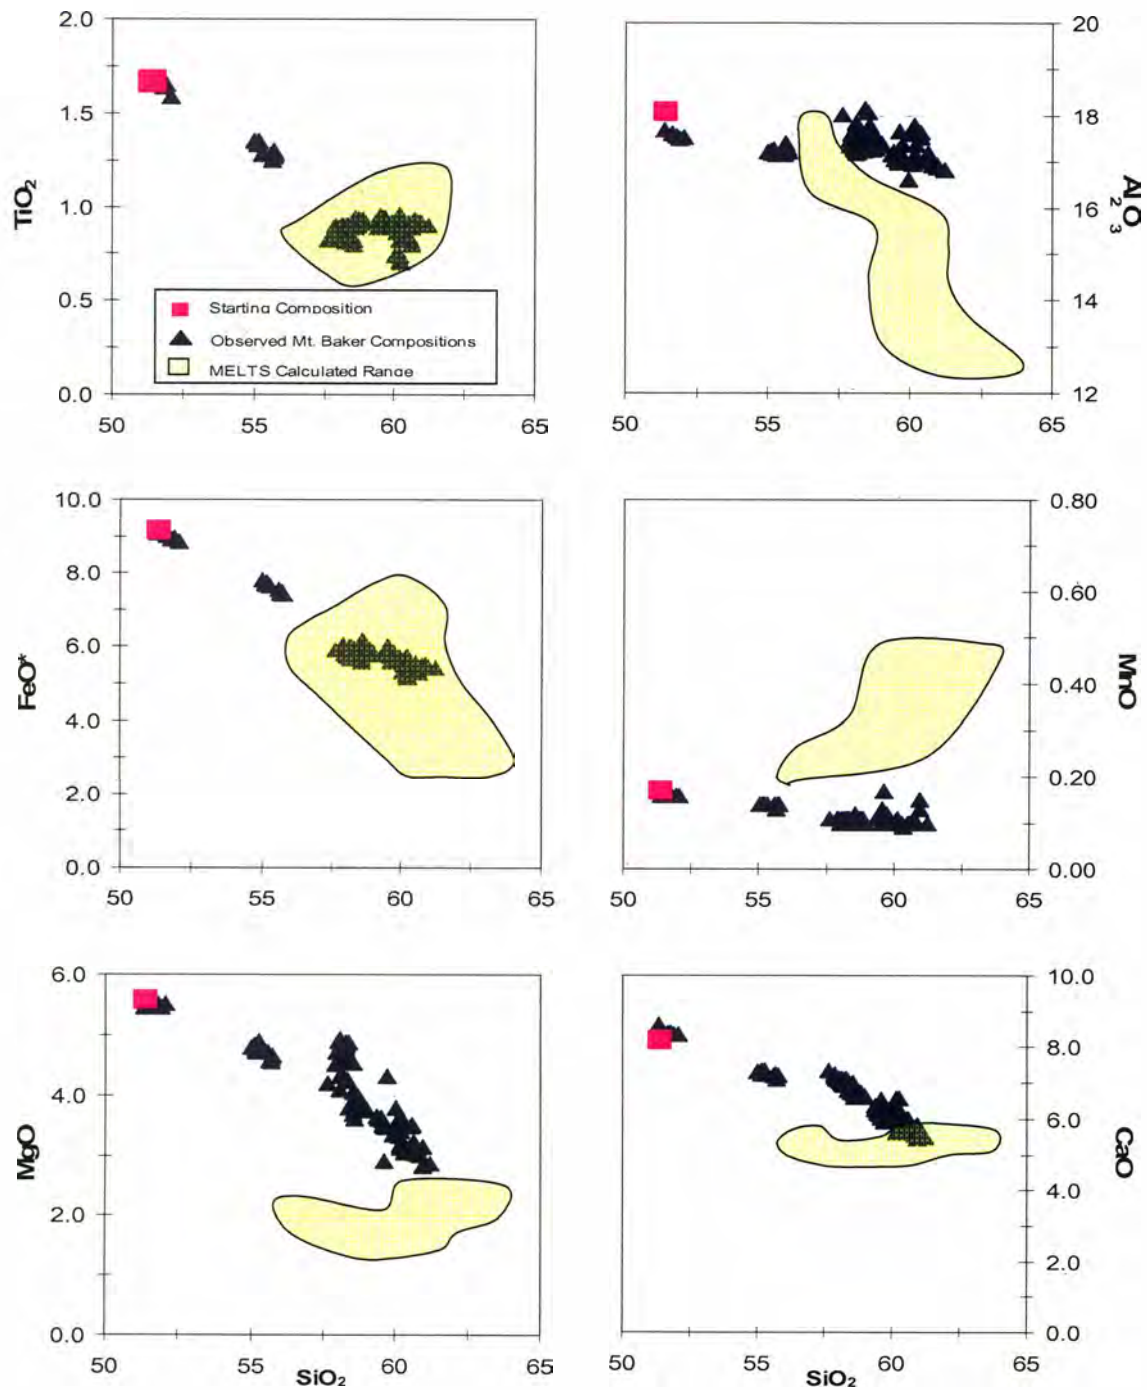 2.0
1.5
1.0
0.5
0.0
TiO2
Starting Composition
Observed Mt. Baker Compositions
MELTS Calculated Range
50 55 60 65
20
18
16
14
12
Al2O3
50 55 60 65
10.0
8.0
6.0
4.0
2.0
0.0
FeO*
50 55 60 65
0.80
0.60
0.40
0.20
0.00
MnO
50 55 60 65
6.0
4.0
2.0
0.0
MgO
50 55 60 65
SiO2
10.0
8.0
6.0
4.0
2.0
0.0
CaO
50 55 60 65
SiO2